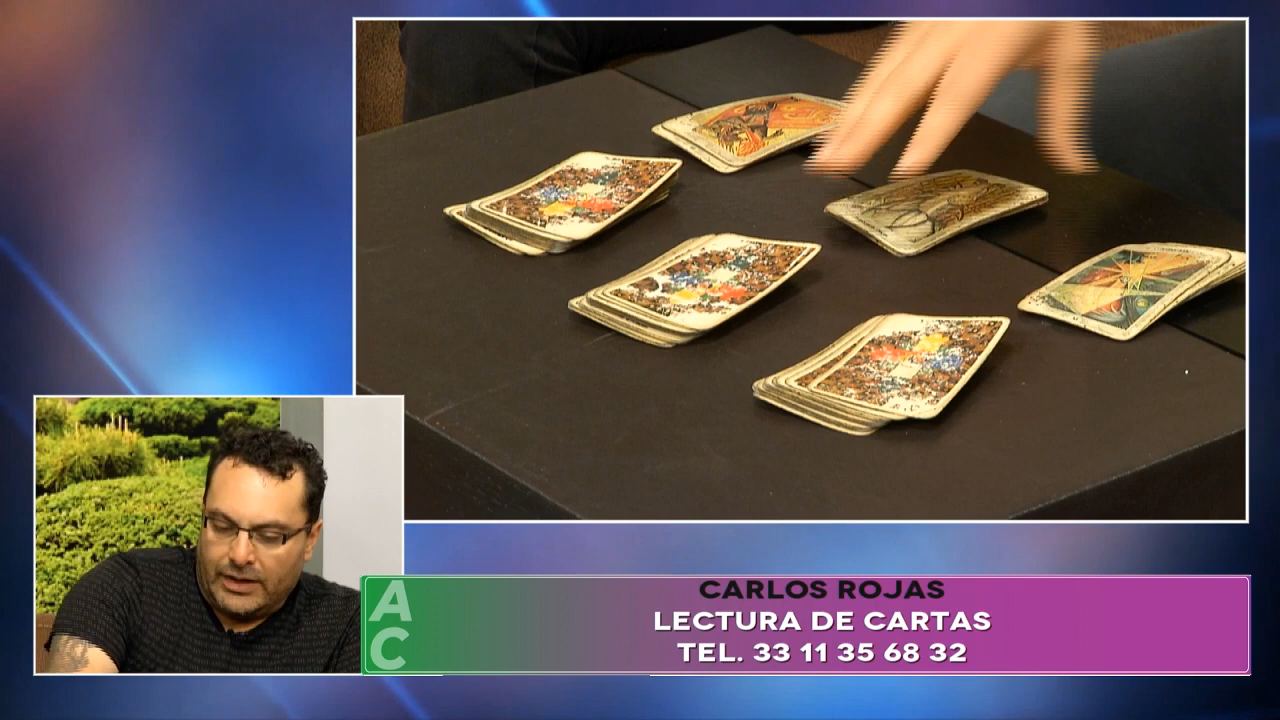 AC
CARLOS ROJAS
LECTURA DE CARTAS
TEL. 33 11 35 68 32